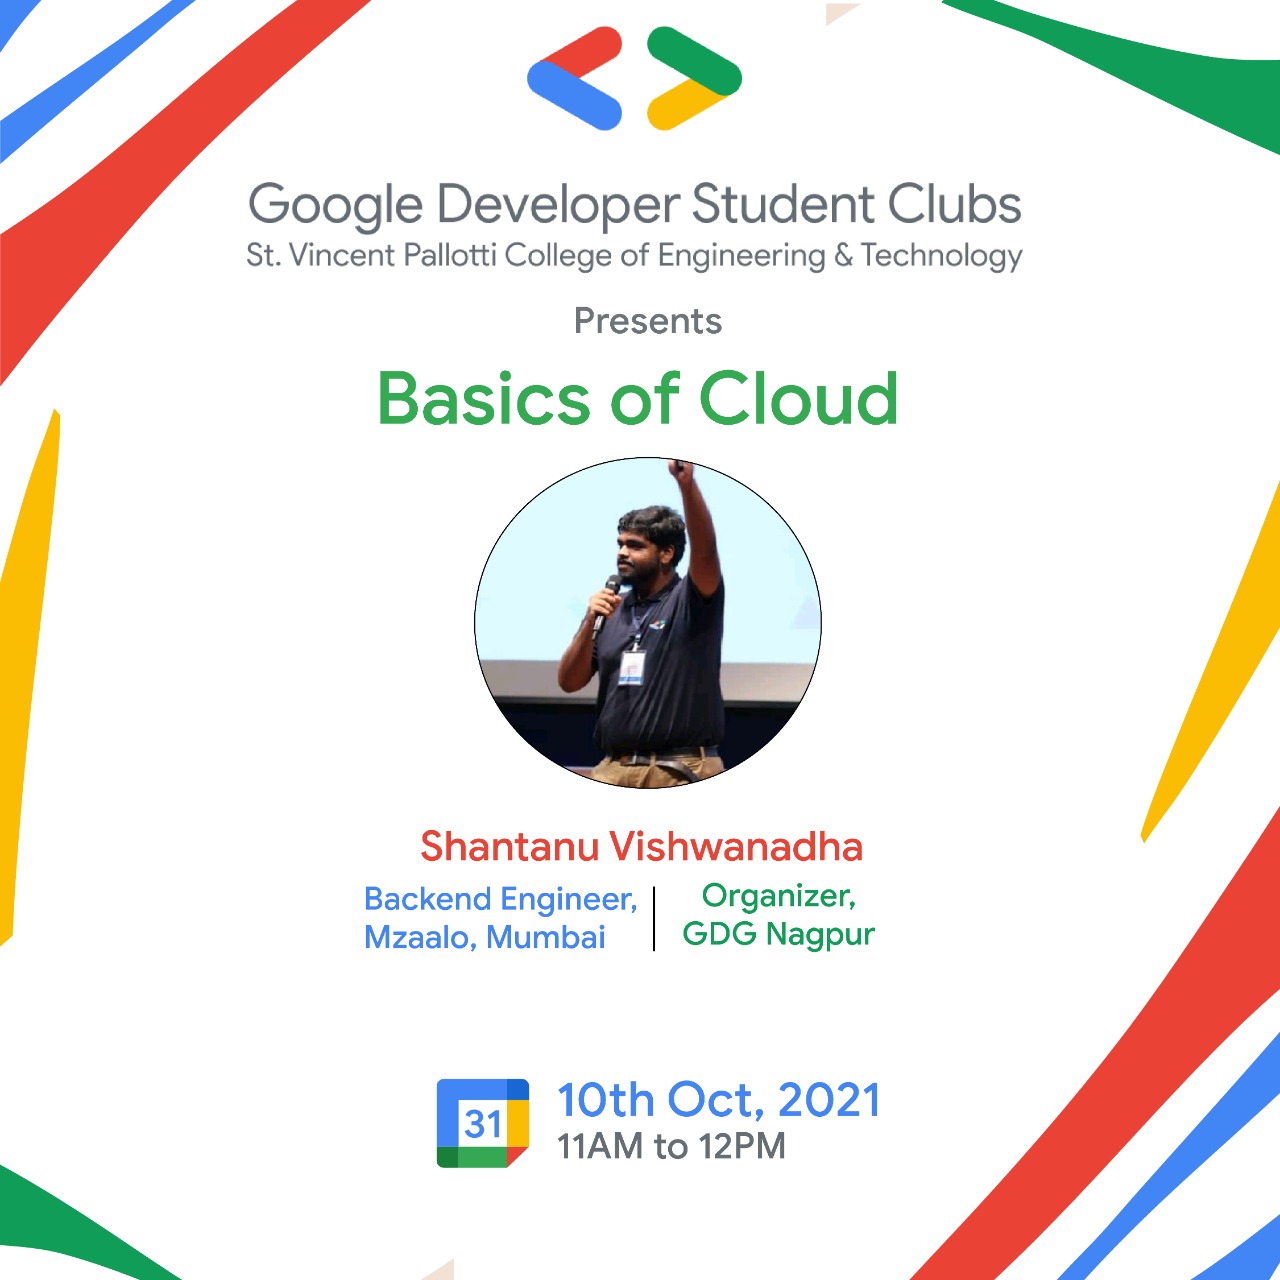 Google Developer Student Clubs
St. Vincent Pallotti College of Engineering & Technology
Presents
Basics of Cloud
Shantanu Vishwanadha
Backend Engineer,
Mzaalo, Mumbai
Organizer,
GDG Nagpur
31
10th Oct, 2021
11AM to 12PM